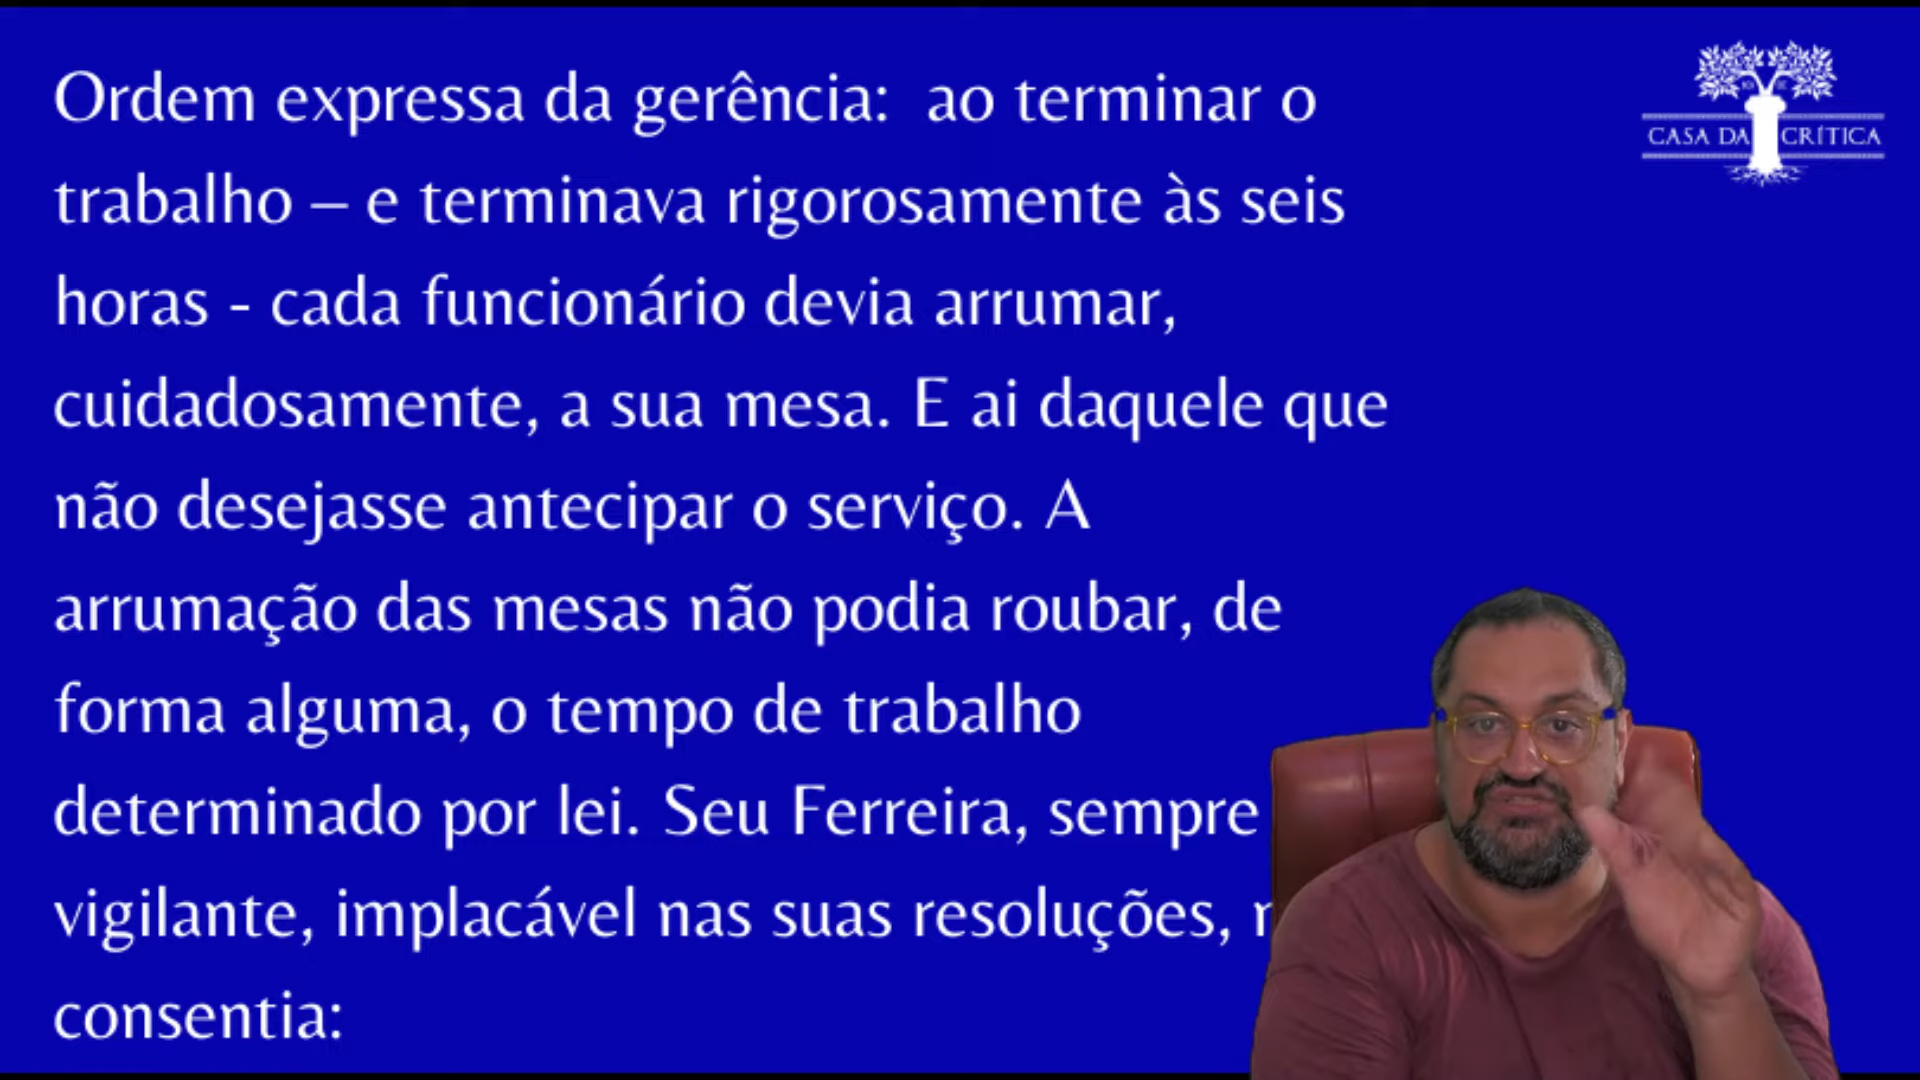 Ordem expressa da gerência:  ao terminar o
trabalho – e terminava rigorosamente às seis
horas - cada funcionário devia arrumar,
cuidadosamente, a sua mesa. E ai daquele que
não desejasse antecipar o serviço. A
arrumação das mesas não podia roubar, de
forma alguma, o tempo de trabalho
determinado por lei. Seu Ferreira, sempre
vigilante, implacável nas suas resoluções,
consentia:
CASA DA CRÍTICA